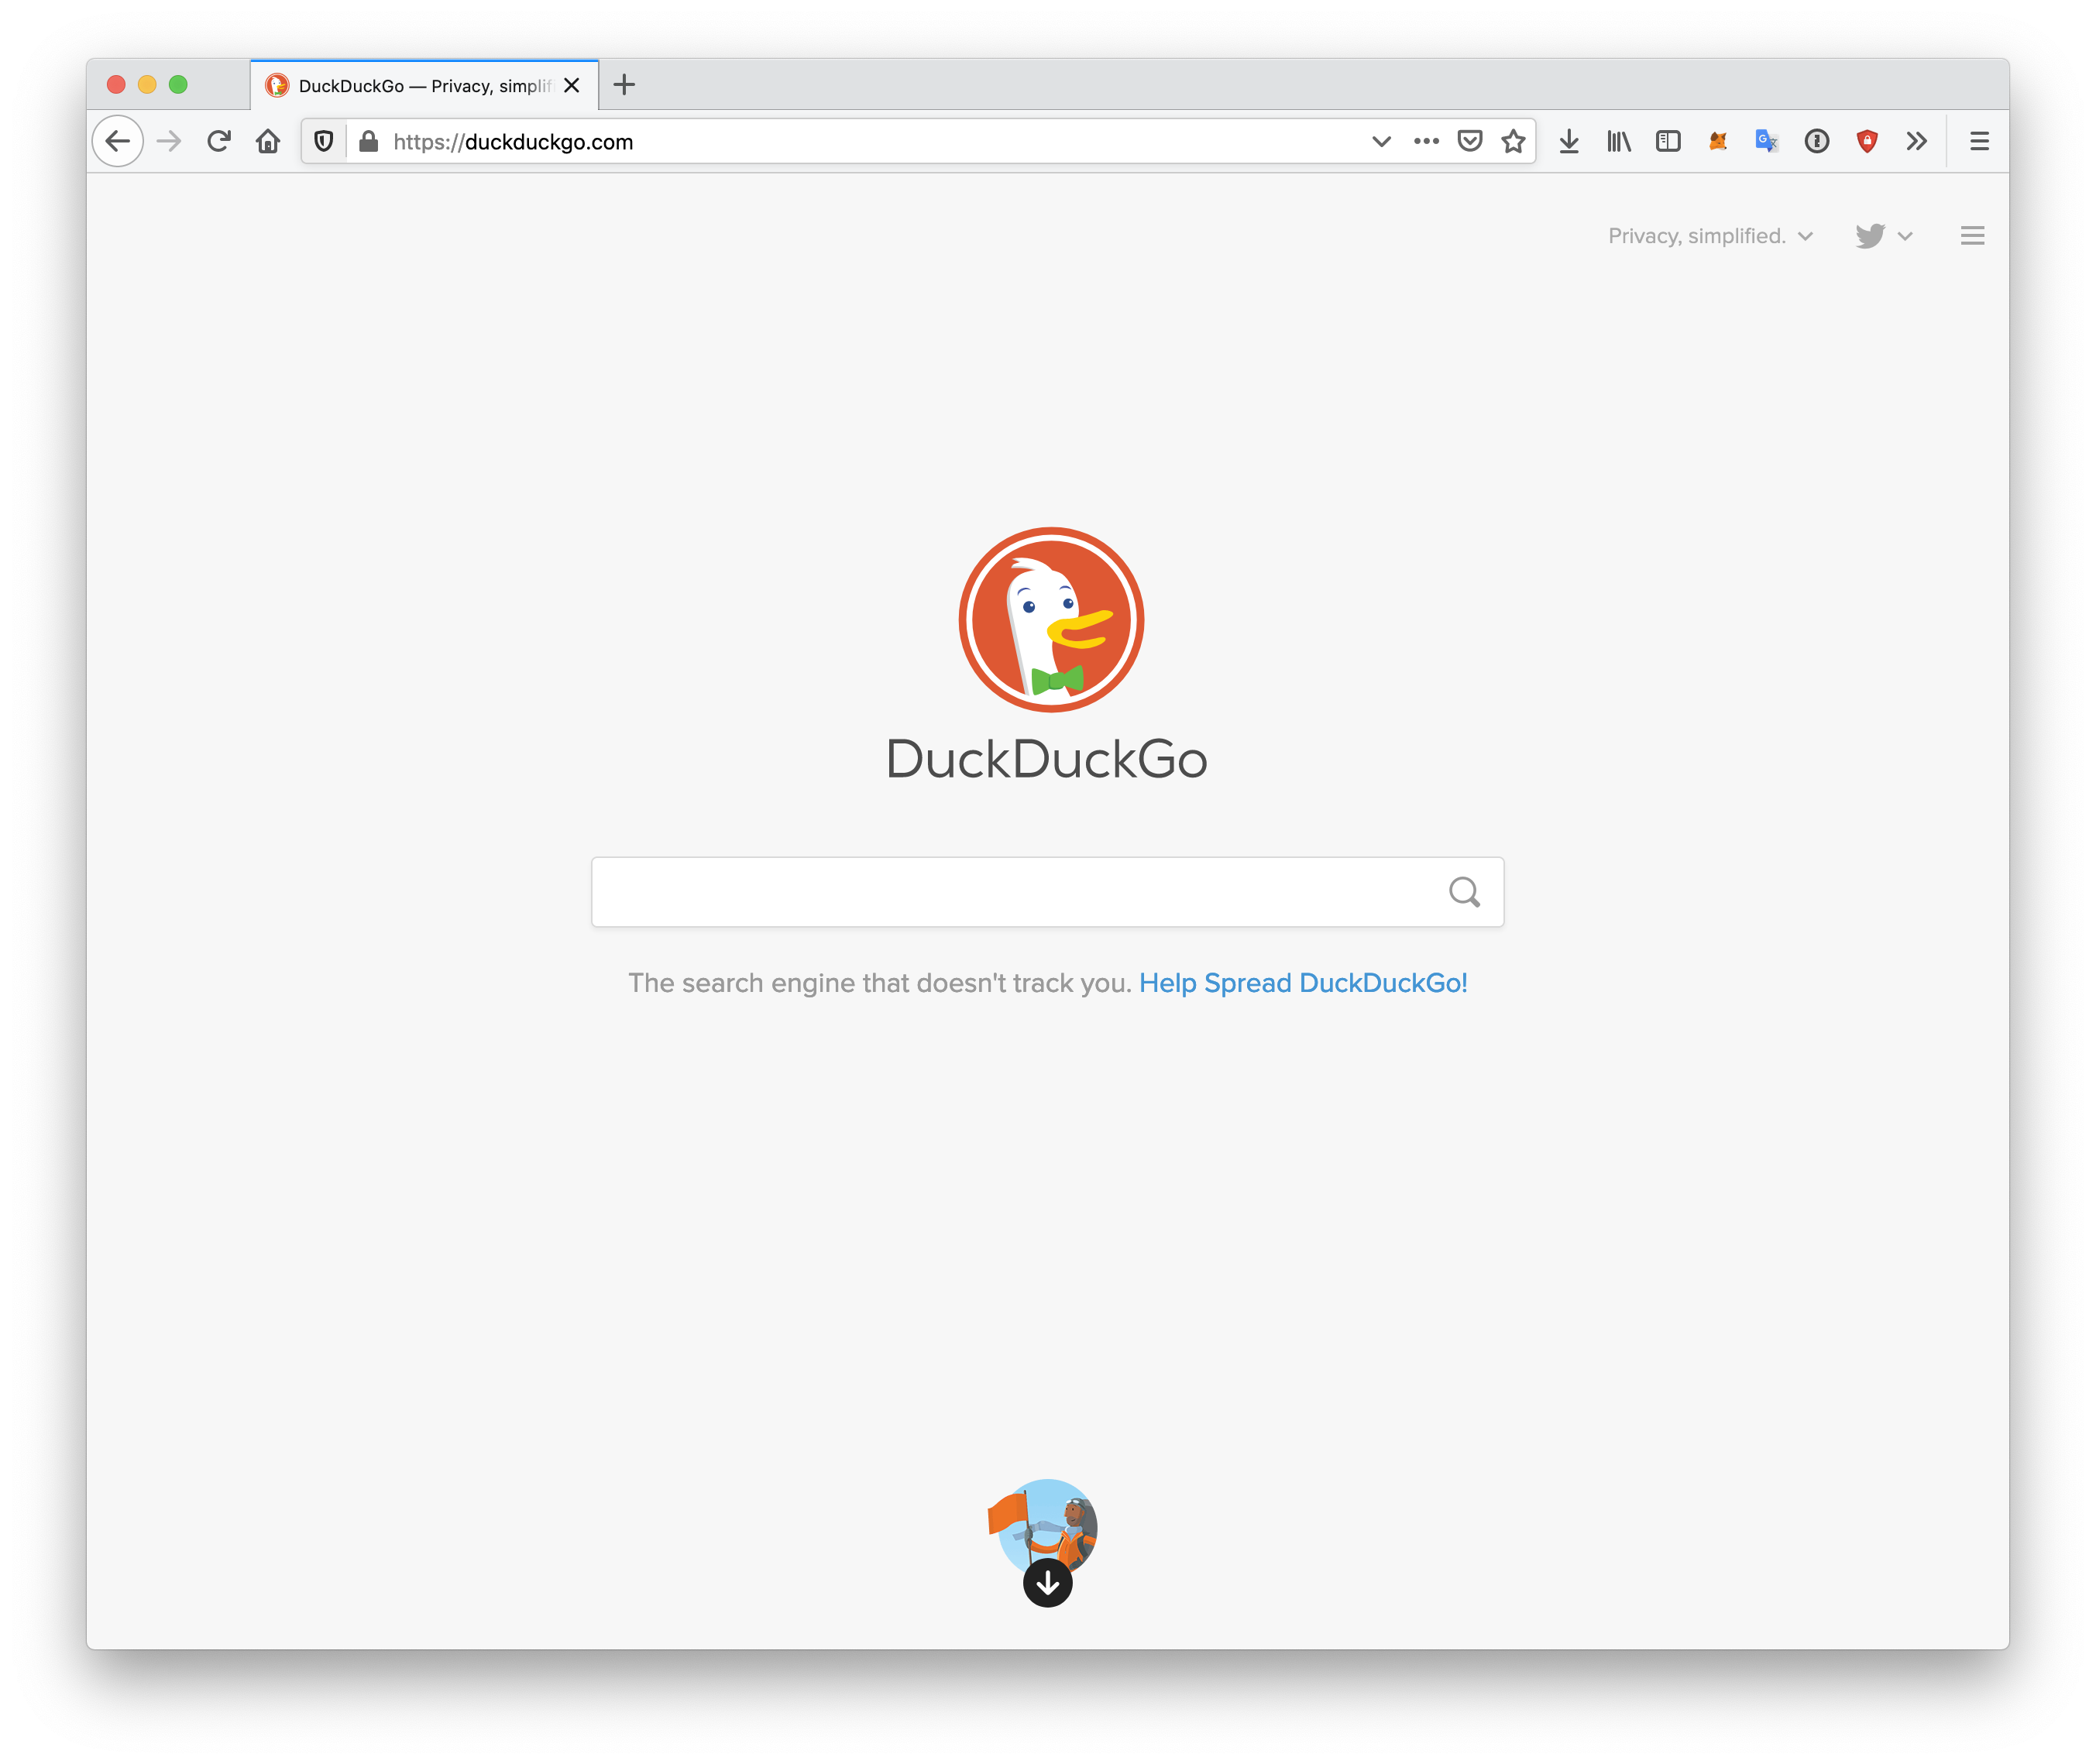 DuckDuckGo — Privacy, simplif
https://duckduckgo.com
Privacy, simplified.
DuckDuckGo
The search engine that doesn't track you. Help Spread DuckDuckGo!